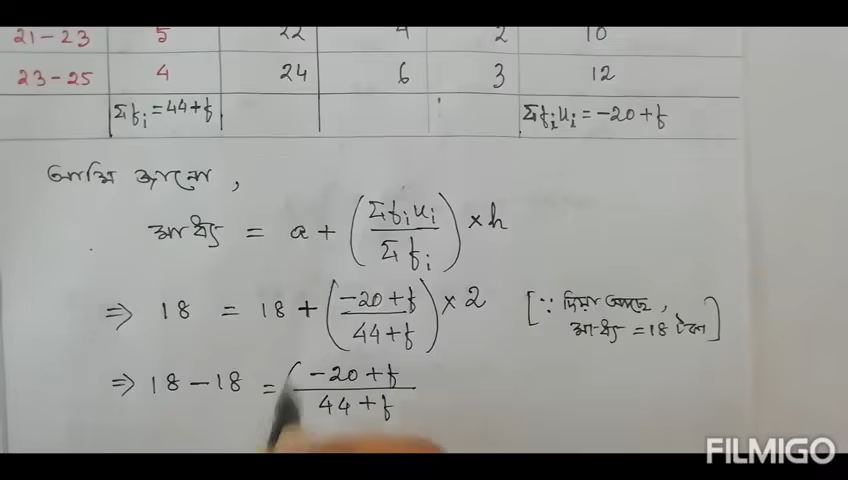 21-23 5 22 4 2 10
23-25 4 24 6 3 12
Σfᵢ = 44+f Σfᵢuᵢ = -20+f
আমি জানো,
মাধ্য = a + (Σfᵢuᵢ / Σfᵢ) × h
⇒ 18 = 18 + (-20+f / 44+f) × 2 [∵ দিয়া আছে,
মাধ্য = 18 টকা]
⇒ 18 - 18 = (-20+f / 44+f
FILMIGO